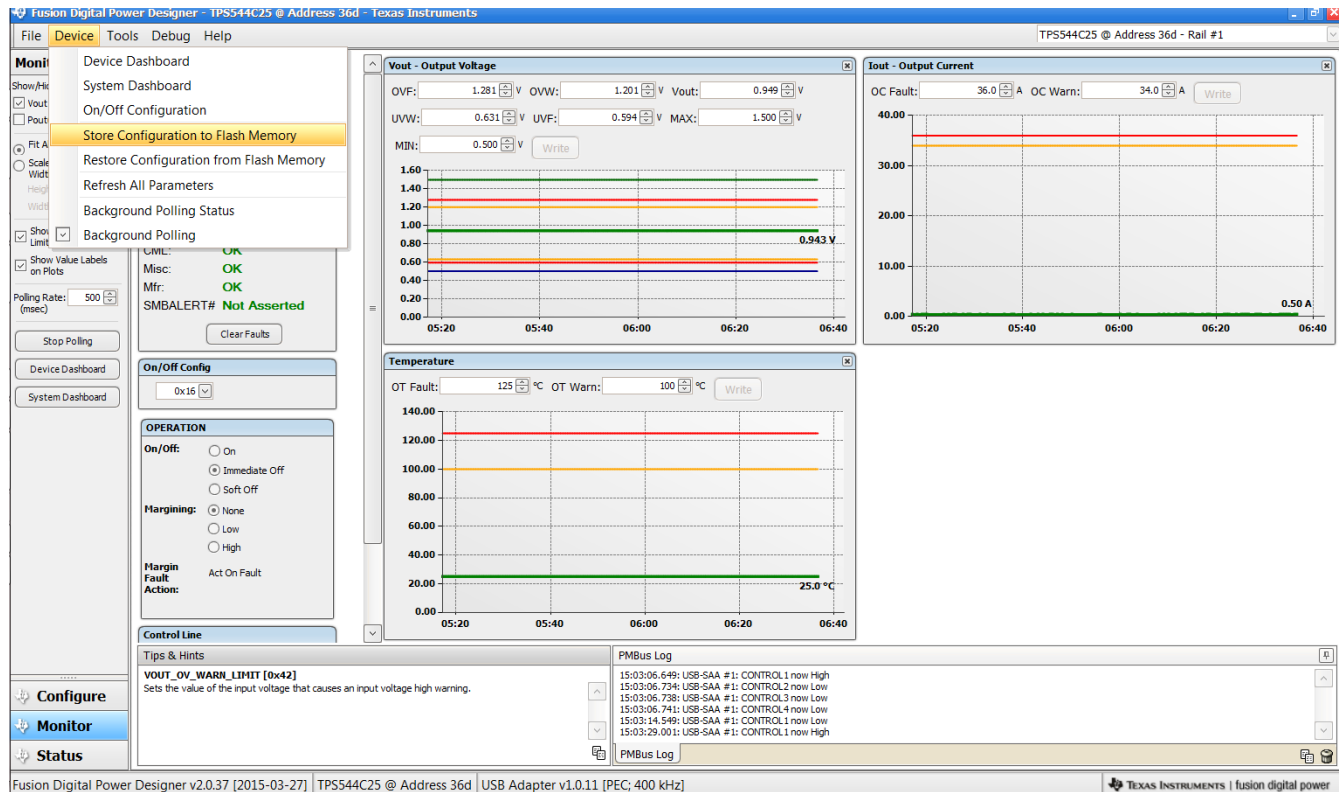 Fusion Digital Power Designer - TPS544C25 @ Address 36d - Texas Instruments
File Device Tools Debug Help
TPS544C25 @ Address 36d - Rail #1
Device Dashboard
System Dashboard
On/Off Configuration
Store Configuration to Flash Memory
Restore Configuration from Flash Memory
Refresh All Parameters
Background Polling Status
Background Polling
Monit
Show/Hid
Vout
Pout
Fit A
Scale
Widt
Heigh
Widt
Show
Limit
Show Value Labels
on Plots
Polling Rate: 500
(msec)
Stop Polling
Device Dashboard
System Dashboard
CML: OK
Misc: OK
Mfr: OK
SMBALERT# Not Asserted
Clear Faults
On/Off Config
0x16
OPERATION
On/Off: On
Immediate Off
Soft Off
Margining: None
Low
High
Margin
Fault
Action:
Act On Fault
Control Line
Vout - Output Voltage
OVF: 1.281 V OVW: 1.201 V Vout: 0.949 V
UVW: 0.631 V UVF: 0.594 V MAX: 1.500 V
MIN: 0.500 V Write
1.60
1.40
1.20
1.00
0.80
0.60
0.40
0.20
0.00
0.943 V
05:20 05:40 06:00 06:20 06:40
Iout - Output Current
OC Fault: 36.0 A OC Warn: 34.0 A Write
40.00
30.00
20.00
10.00
0.00
0.50 A
05:20 05:40 06:00 06:20 06:40
Temperature
OT Fault: 125 °C OT Warn: 100 °C Write
140.00
120.00
100.00
80.00
60.00
40.00
20.00
0.00
25.0 °C
05:20 05:40 06:00 06:20 06:40
Configure
Monitor
Status
Tips & Hints
VOUT_OV_WARN_LIMIT [0x42]
Sets the value of the input voltage that causes an input voltage high warning.
PMBus Log
15:03:06.649: USB-SAA #1: CONTROL1 now High
15:03:06.734: USB-SAA #1: CONTROL2 now Low
15:03:06.738: USB-SAA #1: CONTROL3 now Low
15:03:06.741: USB-SAA #1: CONTROL4 now Low
15:03:14.549: USB-SAA #1: CONTROL1 now Low
15:03:29.001: USB-SAA #1: CONTROL1 now High
PMBus Log
Fusion Digital Power Designer v2.0.37 [2015-03-27] TPS544C25 @ Address 36d USB Adapter v1.0.11 [PEC; 400 kHz]
TEXAS INSTRUMENTS | fusion digital power